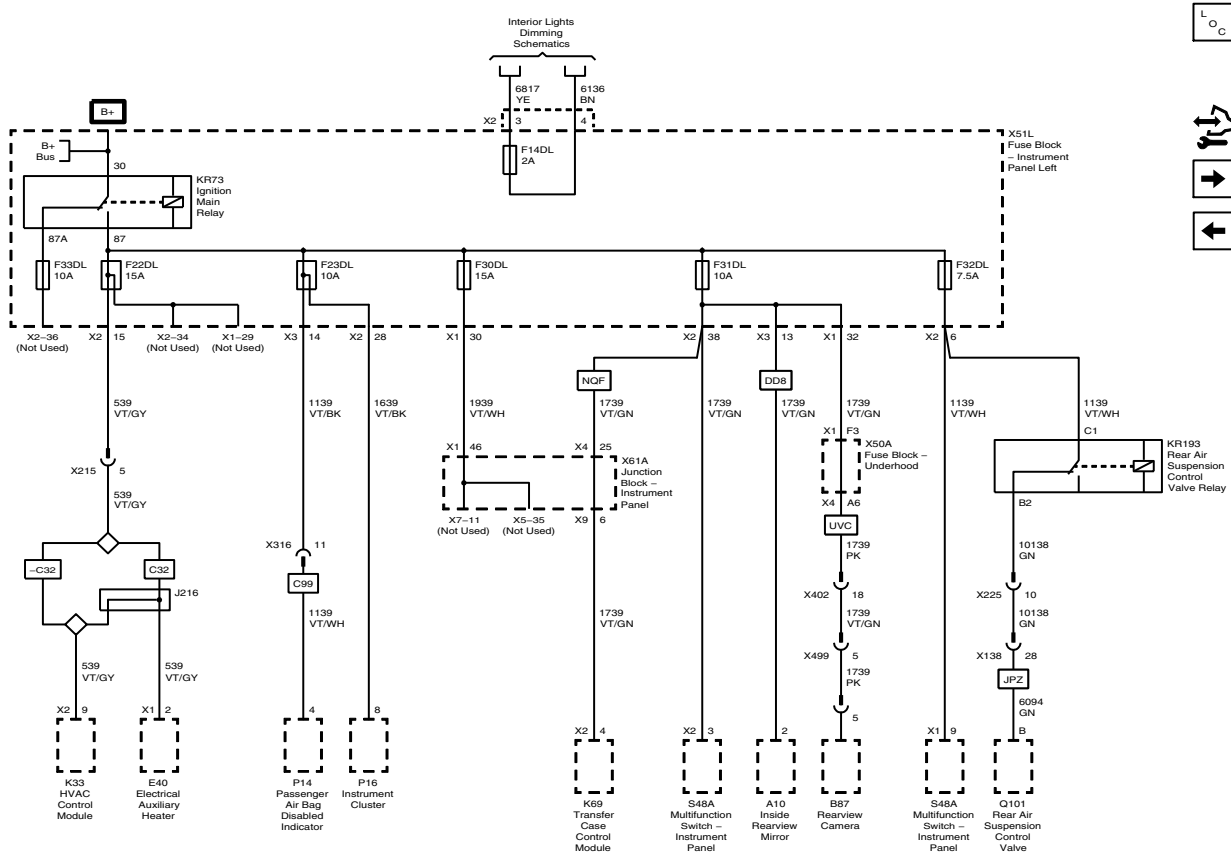 Interior Lights
Dimming
Schematics
L
O
C
6817
YE
6136
BN
B+
X2 3 4
X51L
Fuse Block
– Instrument
Panel Left
B+
Bus
30
F14DL
2A
KR73
Ignition
Main
Relay
87A 87
F33DL
10A
F22DL
15A
F23DL
10A
F30DL
15A
F31DL
10A
F32DL
7.5A
X2–36
(Not Used)
X2 15
X2–34
(Not Used)
X1–29
(Not Used)
X3 14
X2 28
X1 30
X2 38
X3 13
X1 32
X2 6
NQF
DD8
539
VT/GY
1139
VT/BK
1639
VT/BK
1939
VT/WH
1739
VT/GN
1739
VT/GN
1739
VT/GN
1739
VT/GN
1139
VT/WH
1139
VT/WH
C1
X1 46
X4 25
X1 F3
X61A
Junction
Block –
Instrument
Panel
X50A
Fuse Block –
Underhood
KR193
Rear Air
Suspension
Control
Valve Relay
X215 5
539
VT/GY
X7–11
(Not Used)
X5–35
(Not Used)
X9 6
X4 A6
B2
UVC
X316 11
1739
PK
10138
GN
–C32
C32
C99
J216
X402 18
X225 10
1139
VT/WH
1739
VT/GN
1739
VT/GN
10138
GN
X499 5
X138 28
539
VT/GY
539
VT/GY
1739
PK
JPZ
6094
GN
X2 9
X1 2
4
8
5
X2 4
X2 3
2
X1 9
B
K33
HVAC
Control
Module
E40
Electrical
Auxiliary
Heater
P14
Passenger
Air Bag
Disabled
Indicator
P16
Instrument
Cluster
K69
Transfer
Case
Control
Module
S48A
Multifunction
Switch –
Instrument
Panel
A10
Inside
Rearview
Mirror
B87
Rearview
Camera
S48A
Multifunction
Switch –
Instrument
Panel
Q101
Rear Air
Suspension
Control
Valve